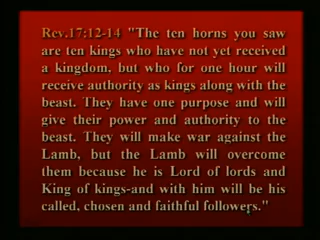 Rev.17;12-14 "The ten horns you saw
are ten kings who have not yet received
a kingdom, but who for one hour will
receive authority as kings along with the
beast. They have one purpose and will
give their power and authority to the
beast. They will make war against the
Lamb, but the Lamb will overcome
them because he is Lord of lords and
King of kings-and with him will be his
called, chosen and faithful followers."